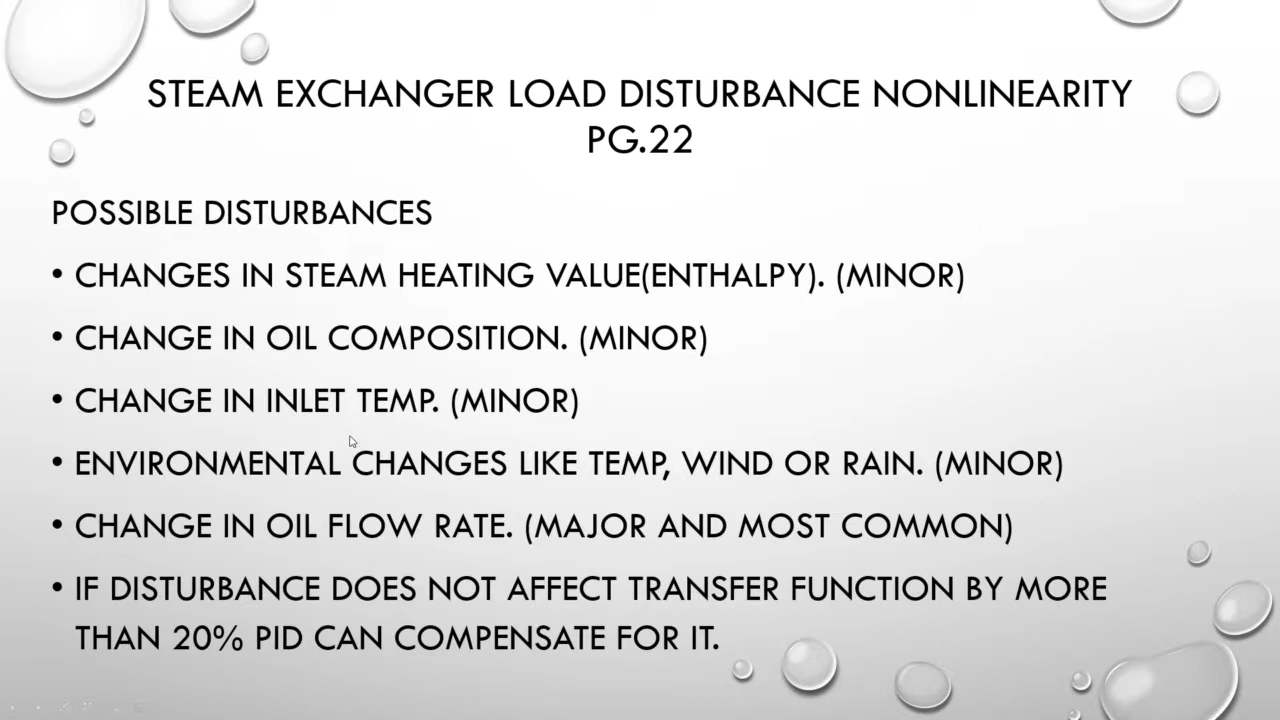 STEAM EXCHANGER LOAD DISTURBANCE NONLINEARITY
PG.22
POSSIBLE DISTURBANCES
• CHANGES IN STEAM HEATING VALUE(ENTHALPY). (MINOR)
• CHANGE IN OIL COMPOSITION. (MINOR)
• CHANGE IN INLET TEMP. (MINOR)
• ENVIRONMENTAL CHANGES LIKE TEMP, WIND OR RAIN. (MINOR)
• CHANGE IN OIL FLOW RATE. (MAJOR AND MOST COMMON)
• IF DISTURBANCE DOES NOT AFFECT TRANSFER FUNCTION BY MORE
THAN 20% PID CAN COMPENSATE FOR IT.